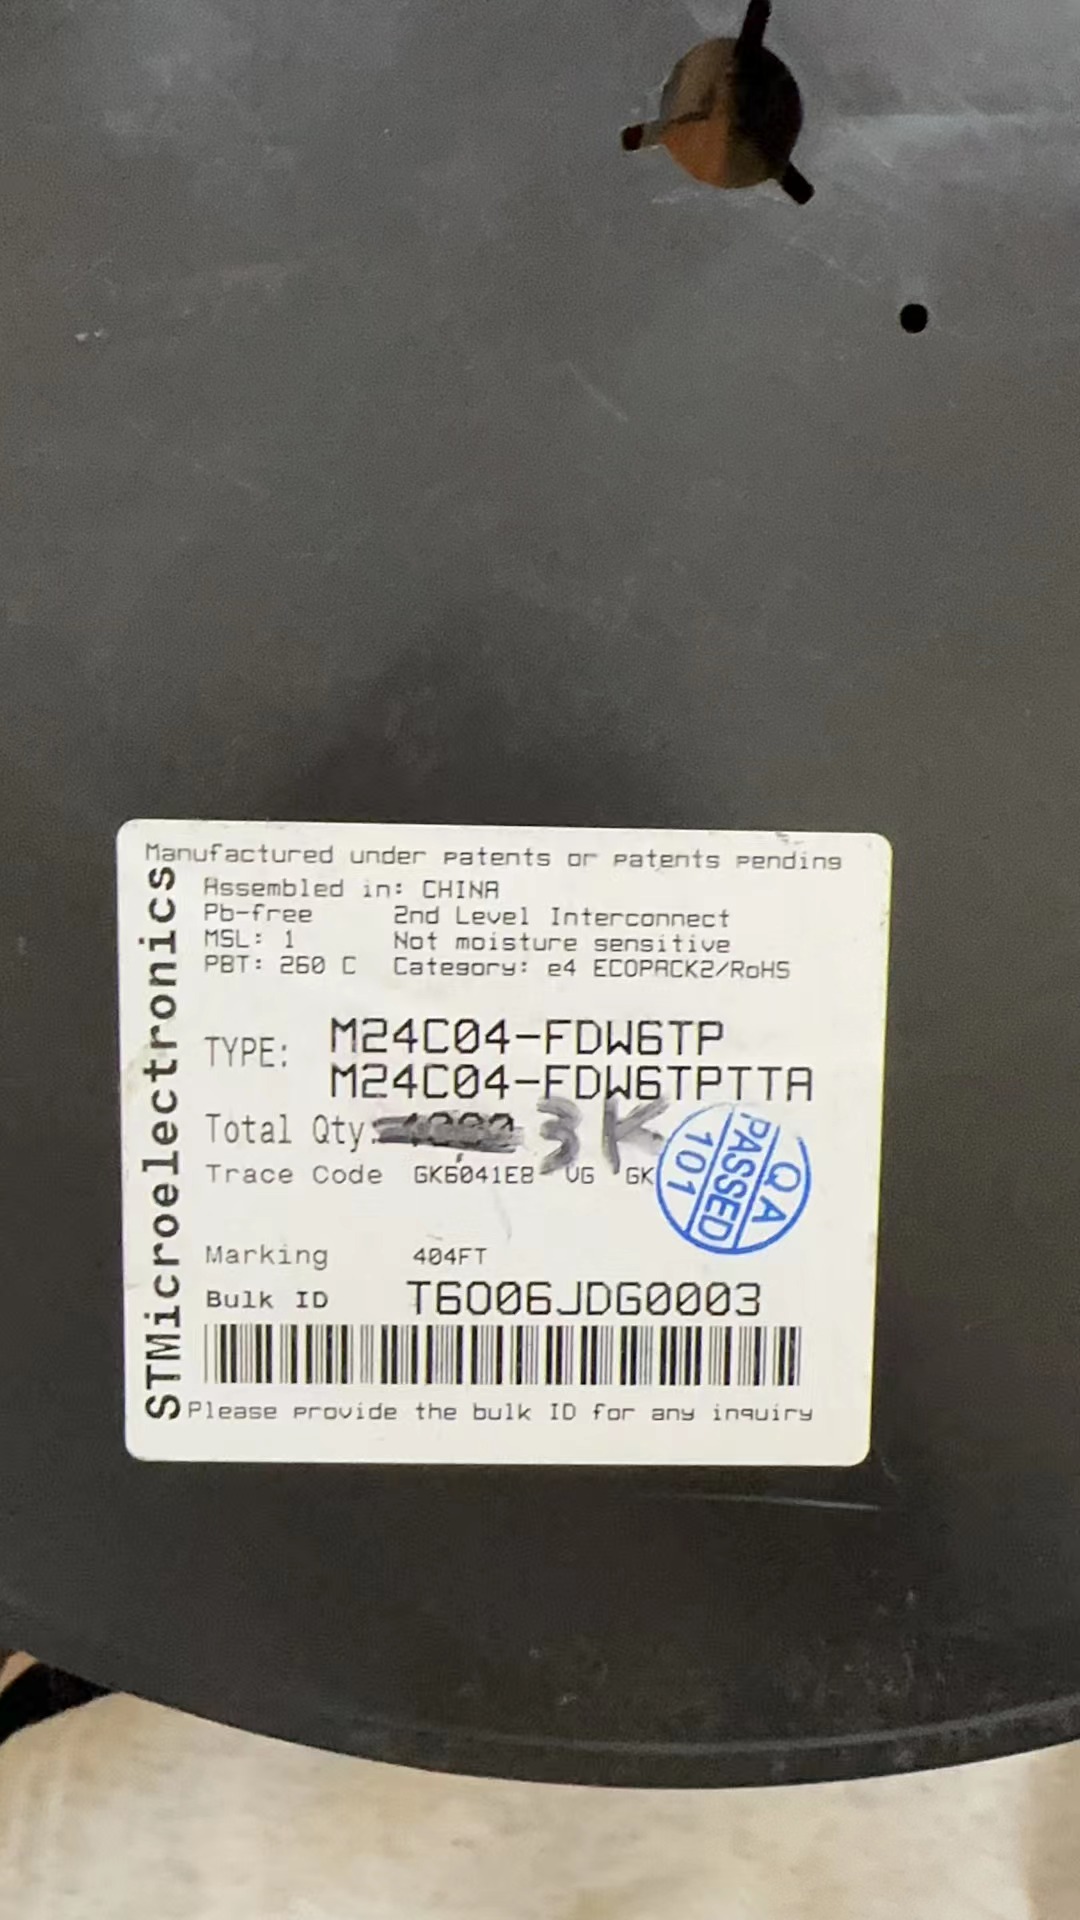 STMicroelectronics
Manufactured under patents or patents pending
Assembled in: CHINA
Pb-free 2nd Level Interconnect
MSL: 1 Not moisture sensitive
PBT: 260 C Category: e4 ECOPACK2/RoHS
TYPE: M24C04-FDW6TP
M24C04-FDW6TPTTA
Total Qty: 3K
Trace Code GK6041E8 VG GK
QA
PASSED
101
Marking 404FT
Bulk ID T6O06JDG0003
Please provide the bulk ID for any inquiry